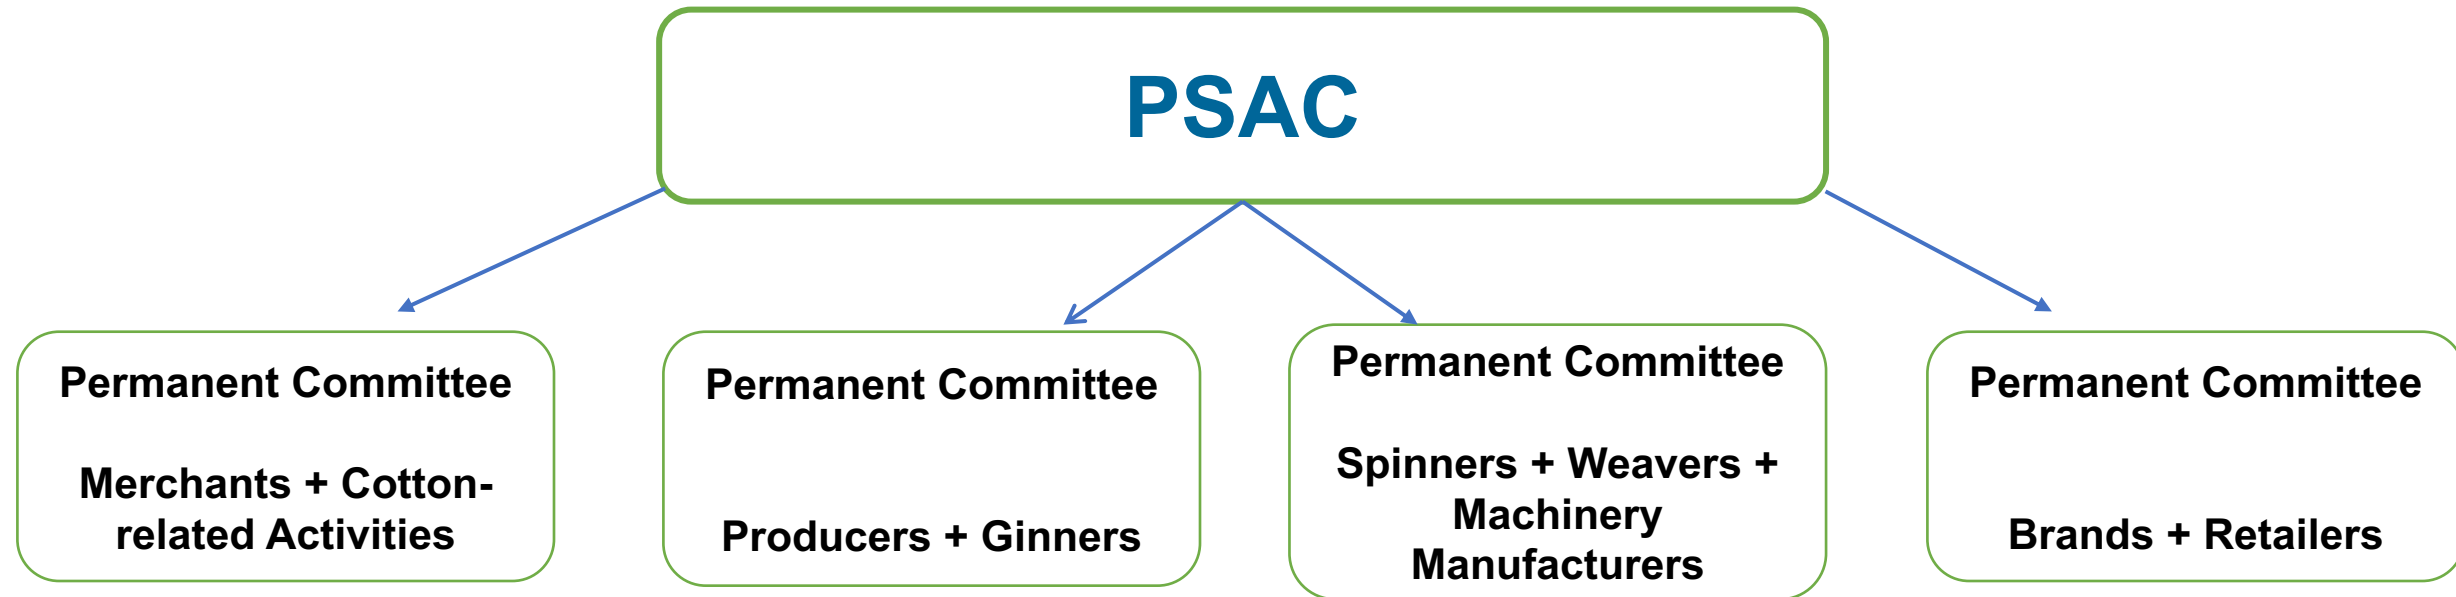 PSAC
Permanent Committee
Merchants + Cotton-
related Activities
Permanent Committee
Producers + Ginners
Permanent Committee
Spinners + Weavers +
Machinery
Manufacturers
Permanent Committee
Brands + Retailers